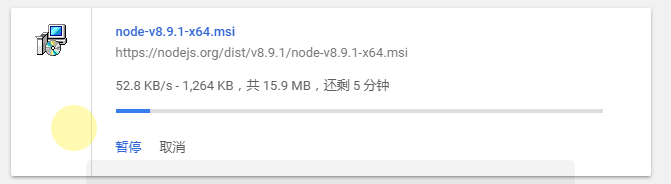 node-v8.9.1-x64.msi
https://nodejs.org/dist/v8.9.1/node-v8.9.1-x64.msi
52.8 KB/s - 1,264 KB，共 15.9 MB，还剩 5 分钟
暂停 取消